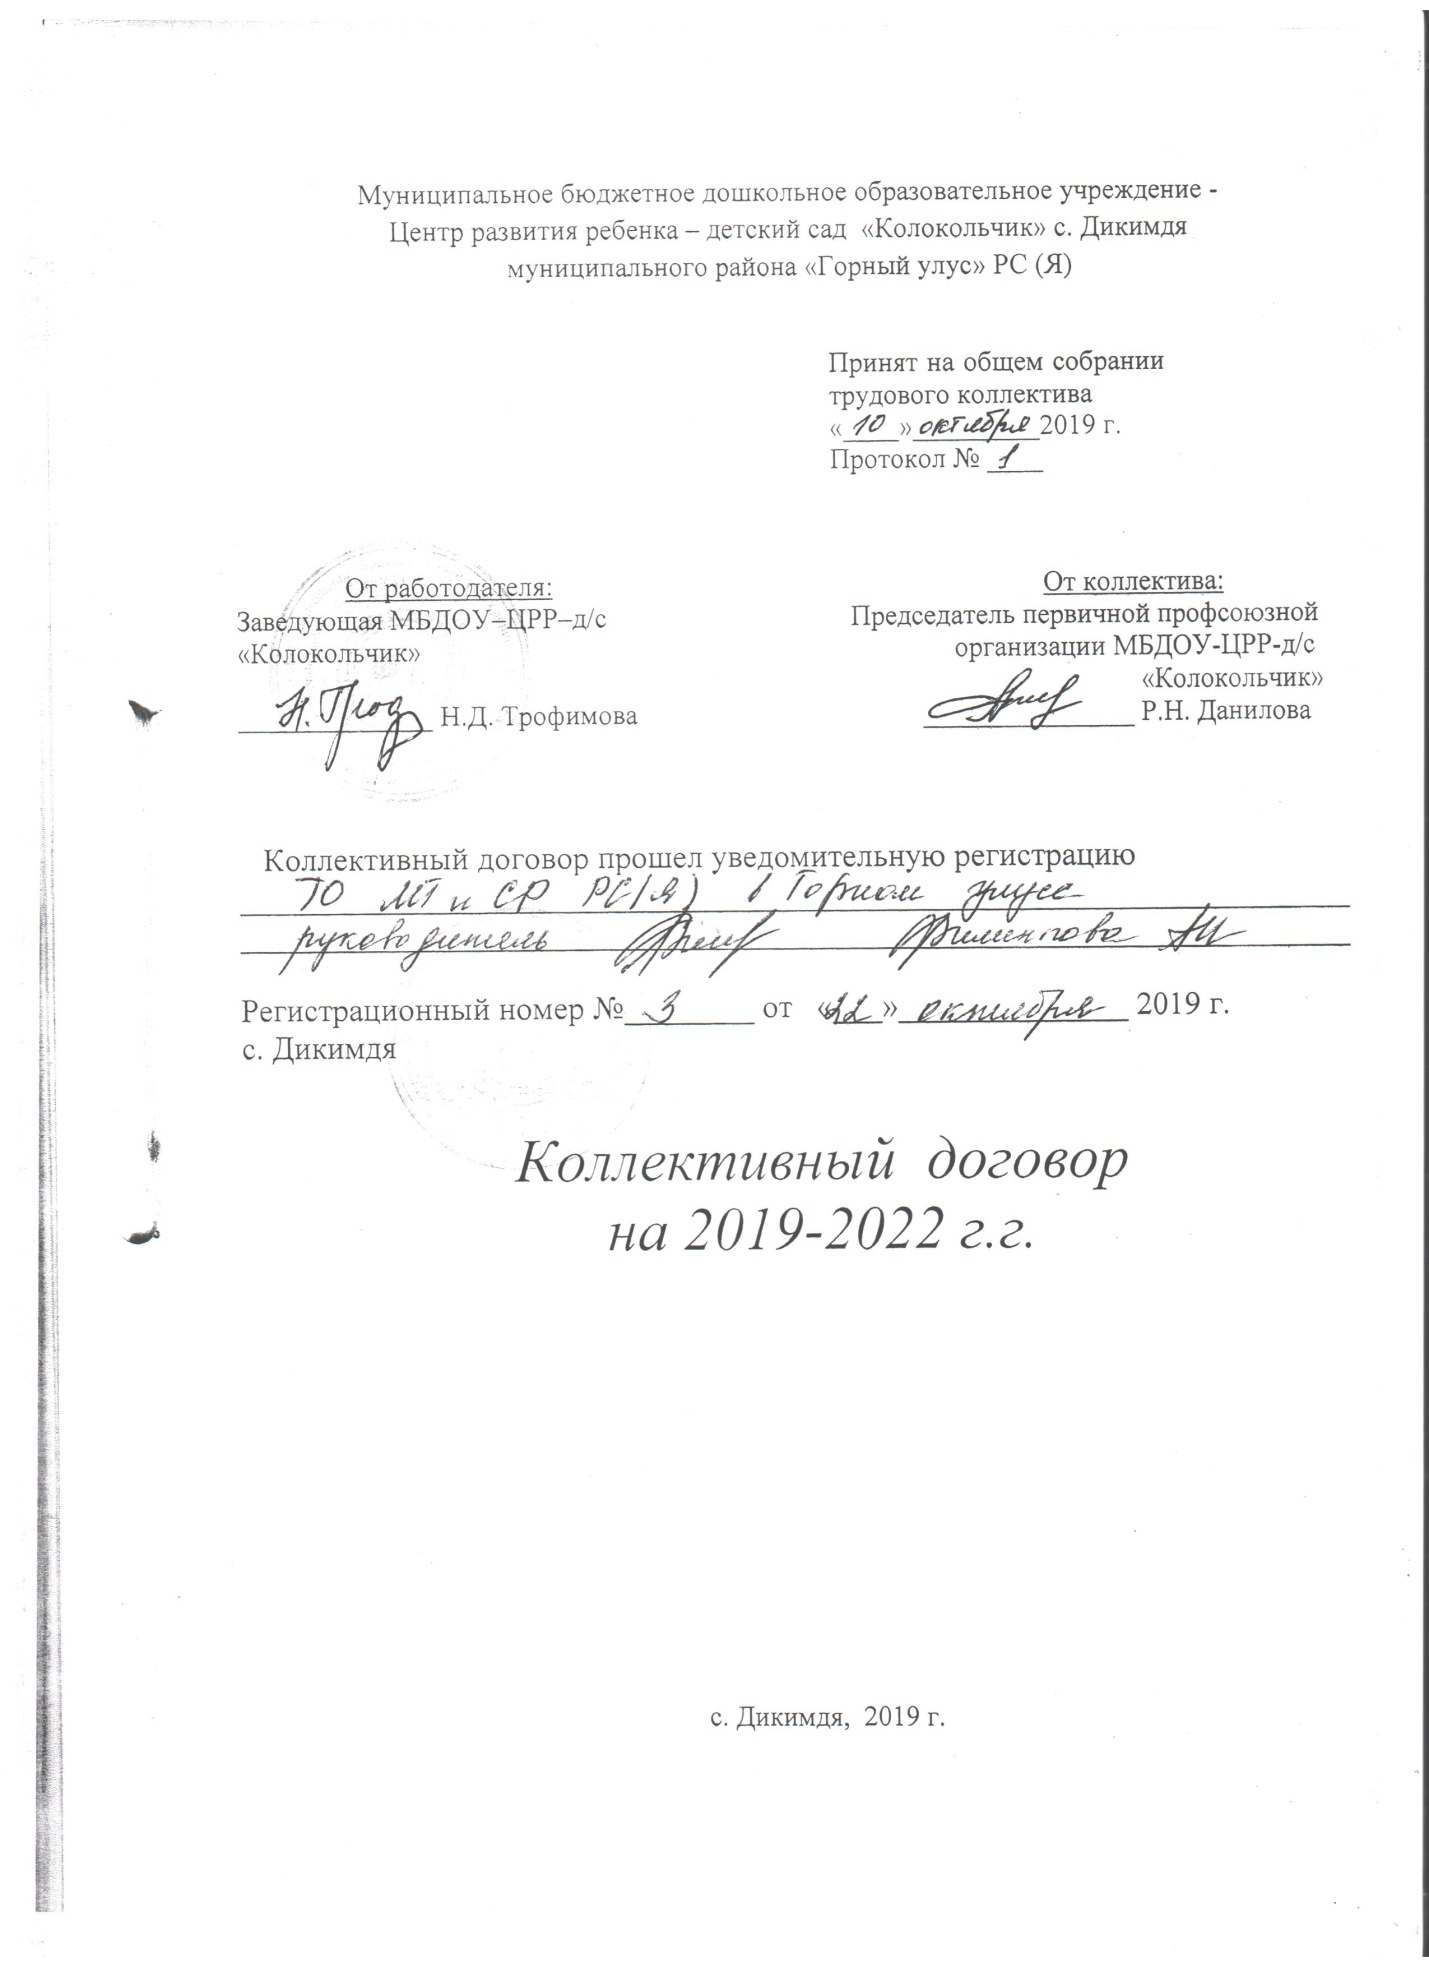 Муниципальное бюджетное дошкольное образовательное учреждение -
Центр развития ребенка – детский сад «Колокольчик» с. Дикимдя
муниципального района «Горный улус» РС (Я)
Принят на общем собрании
трудового коллектива
«10» октября 2019 г.
Протокол № 1
От работодателя:
Заведующая МБДОУ–ЦРР–д/с
«Колокольчик»
Н.Д. Трофимова
От коллектива:
Председатель первичной профсоюзной
организации МБДОУ-ЦРР-д/с
«Колокольчик»
Р.Н. Данилова
Коллективный договор прошел уведомительную регистрацию
ТО МТ и СР РС(Я) в Горном улусе
руководитель Филиппова
Регистрационный номер № 3 от «22» октября 2019 г.
с. Дикимдя
Коллективный договор
на 2019-2022 г.г.
с. Дикимдя, 2019 г.